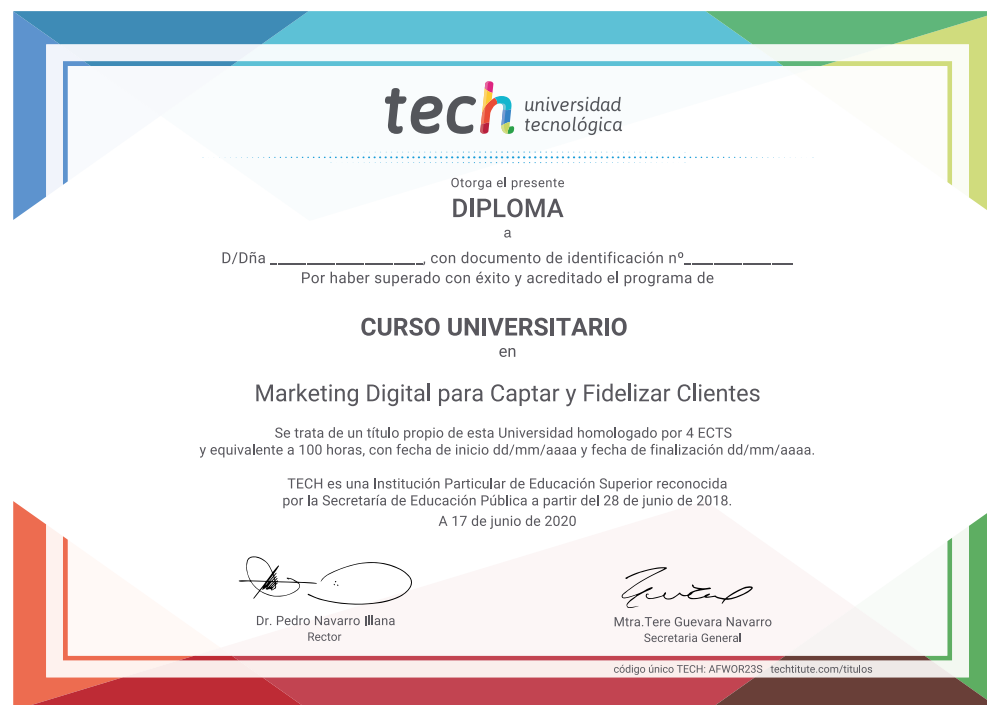 tech universidad
tecnológica
Otorga el presente
DIPLOMA
a
D/Dña ____________________, con documento de identificación nº______________
Por haber superado con éxito y acreditado el programa de
CURSO UNIVERSITARIO
en
Marketing Digital para Captar y Fidelizar Clientes
Se trata de un título propio de esta Universidad homologado por 4 ECTS
y equivalente a 100 horas, con fecha de inicio dd/mm/aaaa y fecha de finalización dd/mm/aaaa.
TECH es una Institución Particular de Educación Superior reconocida
por la Secretaría de Educación Pública a partir del 28 de junio de 2018.
A 17 de junio de 2020
Dr. Pedro Navarro Illana
Rector
Mtra.Tere Guevara Navarro
Secretaria General
código único TECH: AFWOR23S techtitute.com/titulos